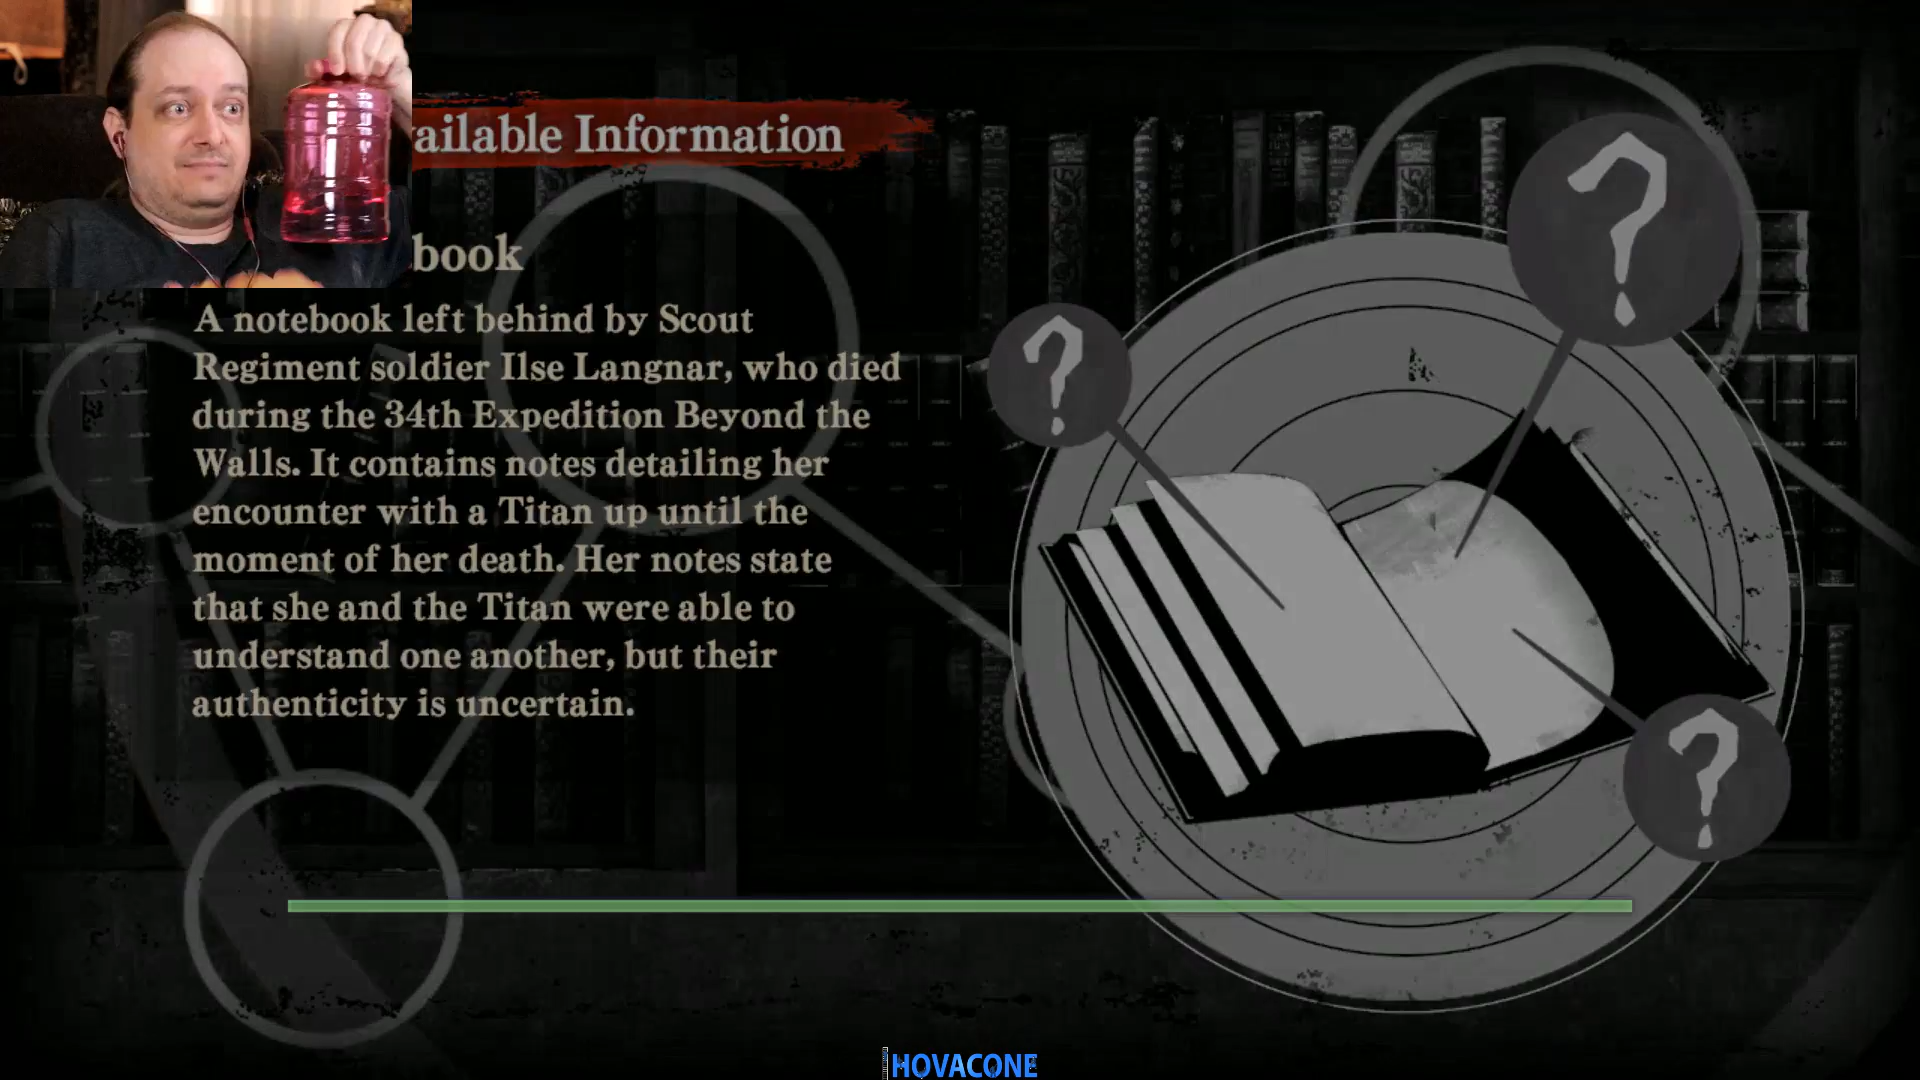 ailable Information
book
A notebook left behind by Scout
Regiment soldier Ilse Langnar, who died
during the 34th Expedition Beyond the
Walls. It contains notes detailing her
encounter with a Titan up until the
moment of her death. Her notes state
that she and the Titan were able to
understand one another, but their
authenticity is uncertain.
?
?
?
HOVACONE